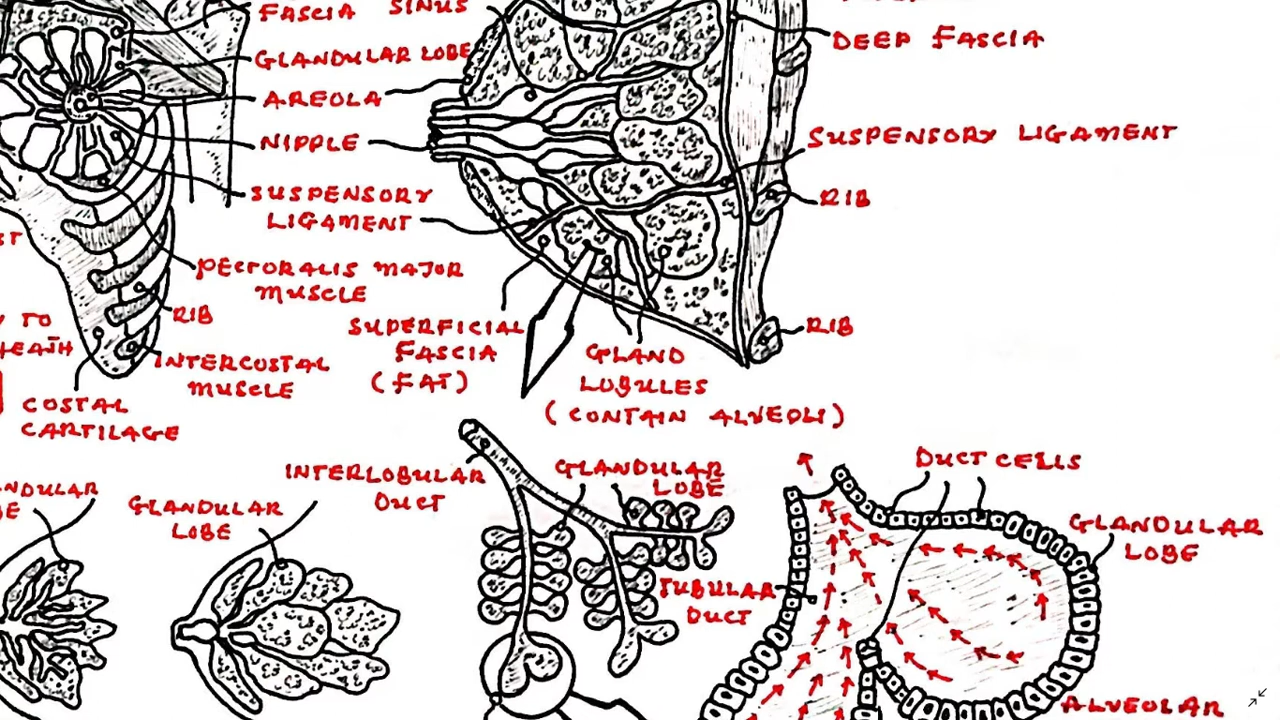 FASCIA
SINUS
DEEP FASCIA
GLANDULAR LOBE
AREOLA
NIPPLE
SUSPENSORY LIGAMENT
SUSPENSORY
LIGAMENT
RIB
PECTORALIS MAJOR
MUSCLE
RIB
SUPERFICIAL
FASCIA
(FAT)
GLAND
LOBULES
(CONTAIN ALVEOLI)
RIB
TO
INTERCOSTAL
MUSCLE
COSTAL
CARTILAGE
INTERLOBULAR
DUCT
GLANDULAR
LOBE
DUCT CELLS
GLANDULAR
LOBE
GLANDULAR
LOBE
TUBULAR
DUCT
ALVEOLAR